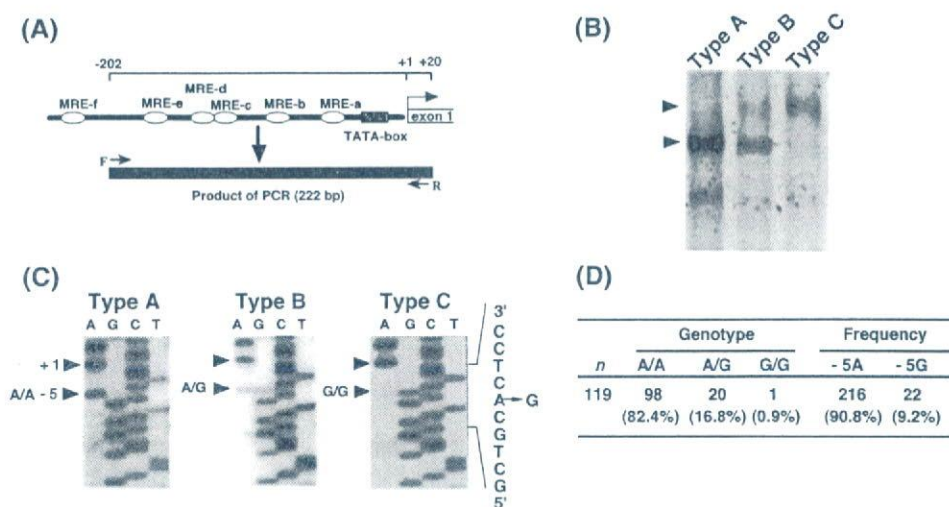 (A)
-202
+1
+20
MRE-d
MRE-f
MRE-e
MRE-c
MRE-b
MRE-a
exon 1
TATA-box
F
R
Product of PCR (222 bp)
(B)
Type A
Type B
Type C
(C)
Type A
A G C T
+ 1
A/A - 5
Type B
A G C T
A/G
Type C
A G C T
G/G
3'
C
C
T
C
A G
C
G
T
C
G
5'
(D)
Genotype Frequency
n A/A A/G G/G - 5A - 5G
119 98 20 1 216 22
(82.4%) (16.8%) (0.9%) (90.8%) (9.2%)